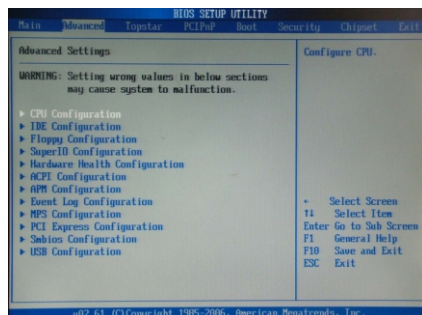 BIOS SETUP UTILITY
Main Advanced Topstar PCIPnP Boot Security Chipset Exit
Advanced Settings
WARNING: Setting wrong values in below sections
may cause system to malfunction.
▶ CPU Configuration
▶ IDE Configuration
▶ Floppy Configuration
▶ SuperIO Configuration
▶ Hardware Health Configuration
▶ ACPI Configuration
▶ APM Configuration
▶ Event Log Configuration
▶ MPS Configuration
▶ PCI Express Configuration
▶ Smbios Configuration
▶ USB Configuration
Configure CPU.
Select Screen
↑↓ Select Item
Enter Go to Sub Screen
F1 General Help
F10 Save and Exit
ESC Exit
v02.61 (C)Copyright 1985-2006, American Megatrends, Inc.